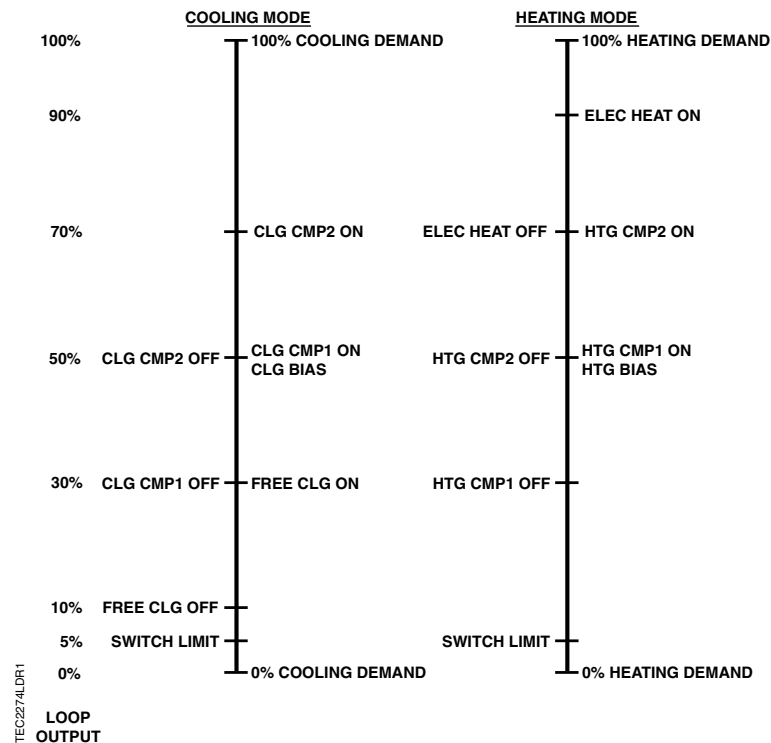 COOLING MODE HEATING MODE
100% 100% COOLING DEMAND 100% HEATING DEMAND
90% ELEC HEAT ON
70% CLG CMP2 ON ELEC HEAT OFF HTG CMP2 ON
50% CLG CMP2 OFF CLG CMP1 ON HTG CMP2 OFF HTG CMP1 ON
CLG BIAS HTG BIAS
30% CLG CMP1 OFF FREE CLG ON HTG CMP1 OFF
10% FREE CLG OFF
5% SWITCH LIMIT SWITCH LIMIT
0% 0% COOLING DEMAND 0% HEATING DEMAND
LOOP
OUTPUT
TEC2274LDR1